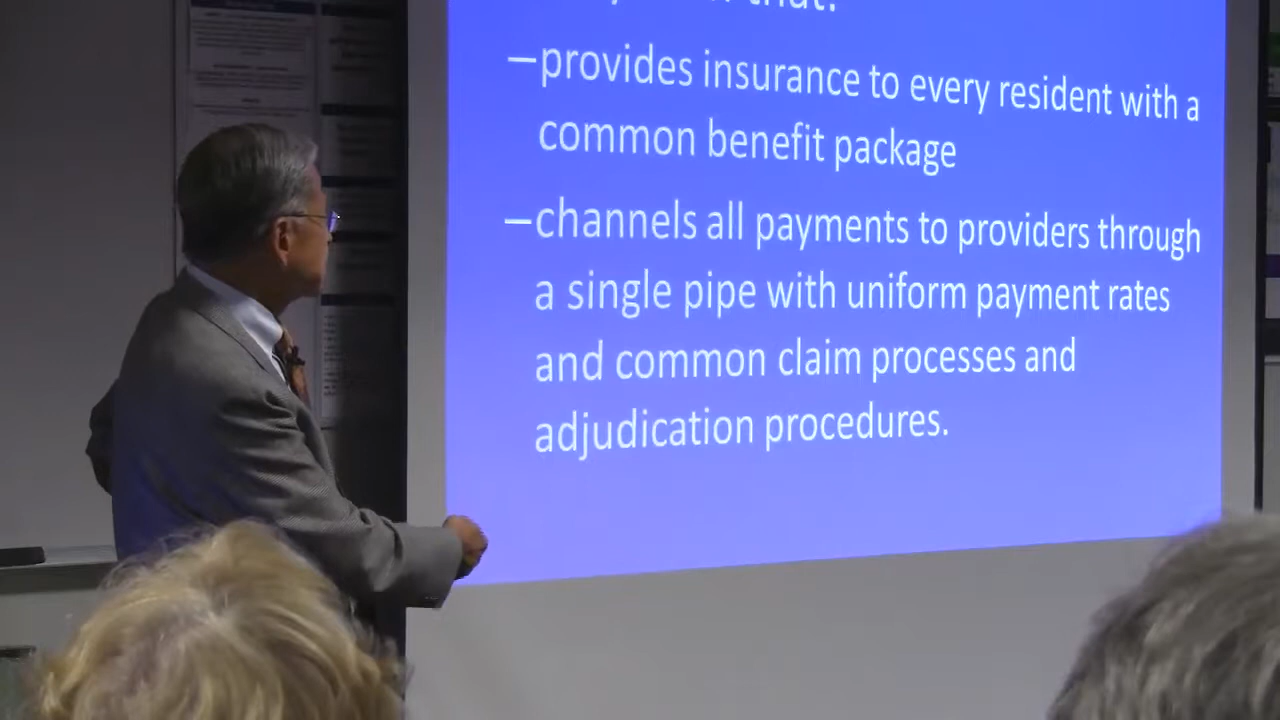 that:
–provides insurance to every resident with a
common benefit package
–channels all payments to providers through
a single pipe with uniform payment rates
and common claim processes and
adjudication procedures.